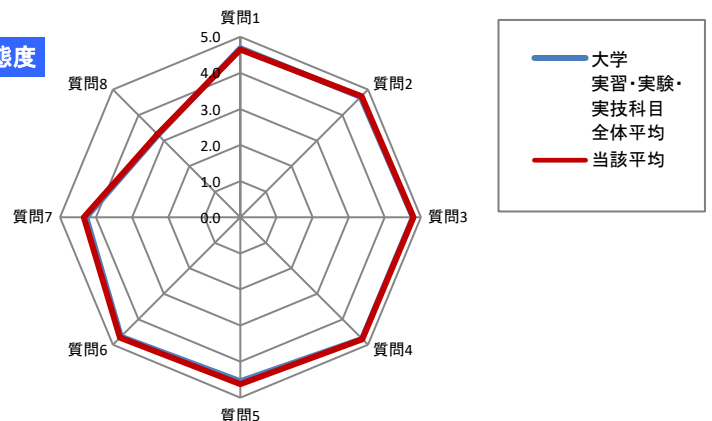 態度
質問1
質問2
質問3
質問4
質問5
質問6
質問7
質問8
5.0
4.0
3.0
2.0
1.0
0.0
大学
実習・実験・
実技科目
全体平均
当該平均